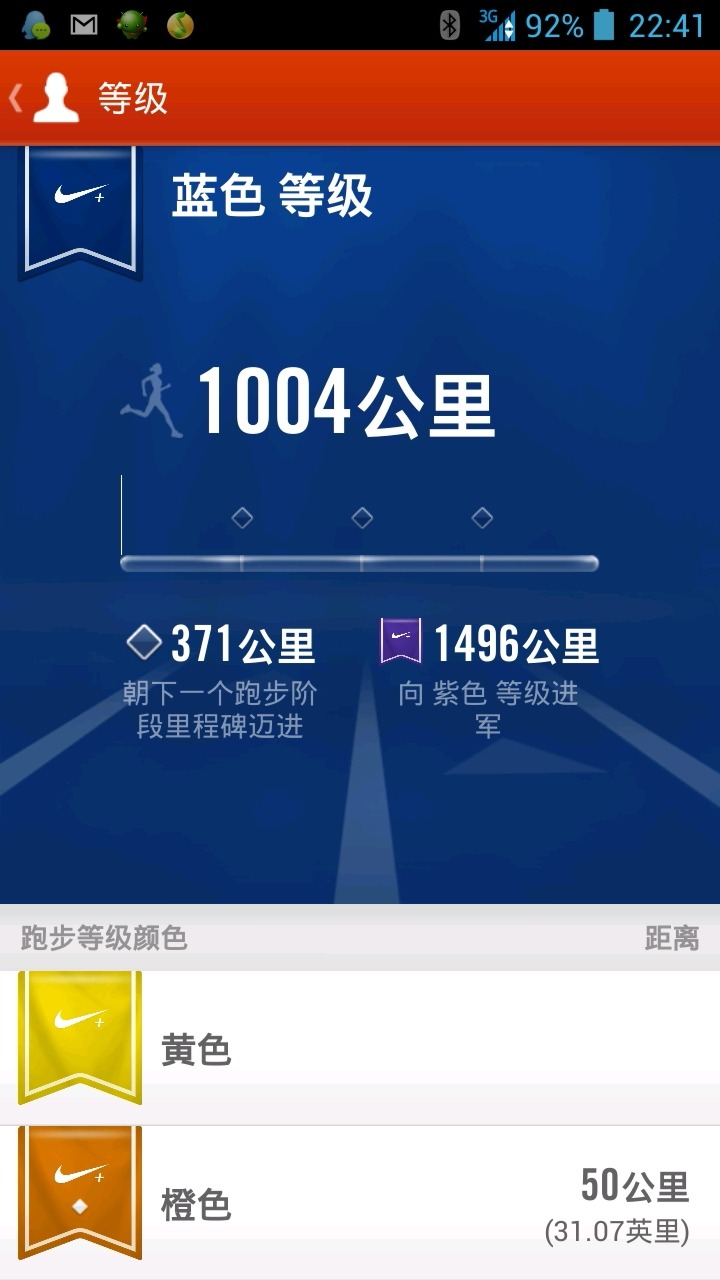 3G 92% 22:41
等级
蓝色 等级
1004公里
371公里
朝下一个跑步阶
段里程碑迈进
1496公里
向 紫色 等级进
军
跑步等级颜色 距离
黄色
橙色
50公里
(31.07英里)